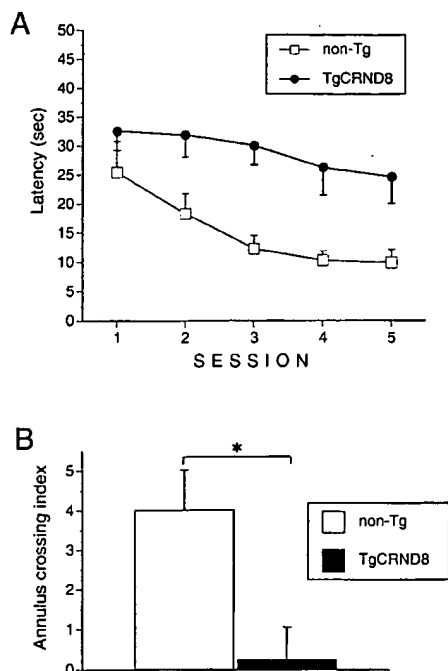 A
50
45
40
35
30
25
20
15
10
5
0
Latency (sec)
non-Tg
TgCRND8
1 2 3 4 5
SESSION
B
*
5
4
3
2
1
0
Annulus crossing index
non-Tg
TgCRND8